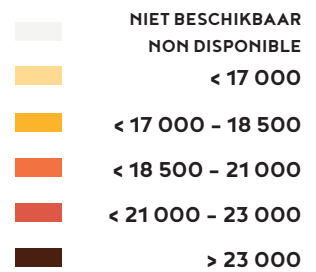 NIET BESCHIKBAAR
NON DISPONIBLE
< 17 000
< 17 000 – 18 500
< 18 500 – 21 000
< 21 000 – 23 000
> 23 000